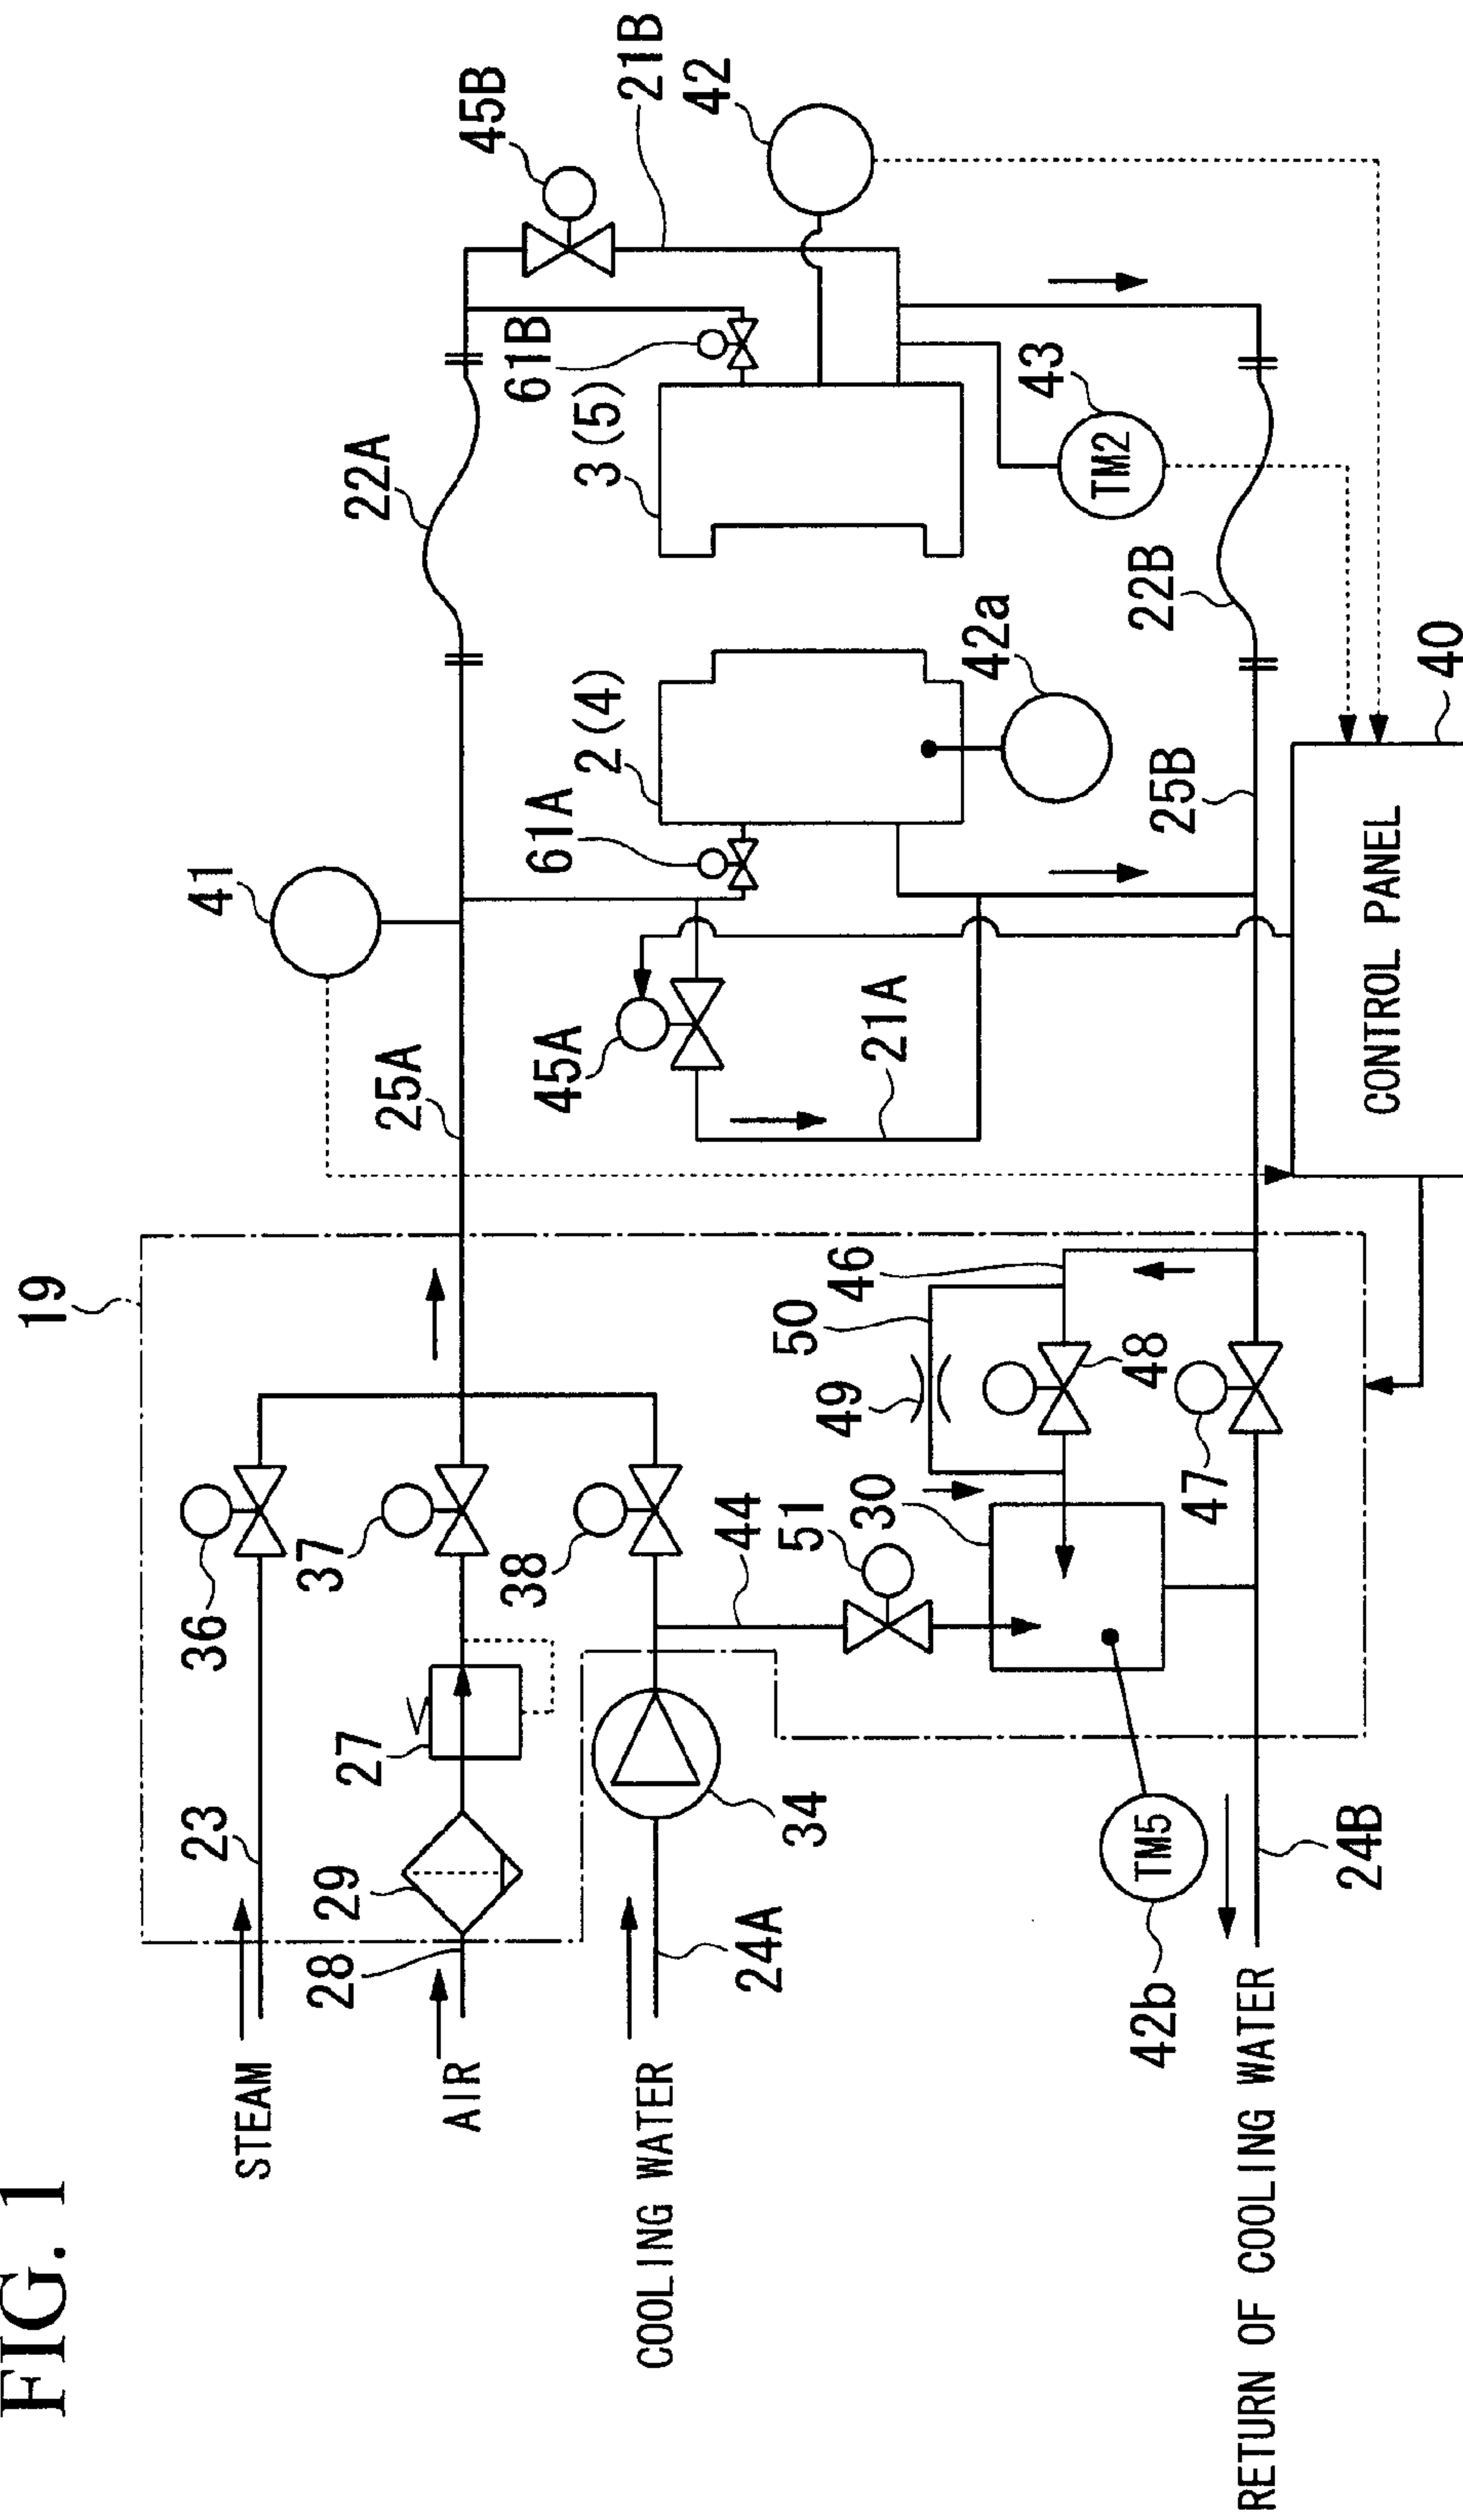 FIG. 1
19
41
22A
45B
21B
42
25A
61A
2(4)
3(5)
61B
42a
43
TM2
45A
21A
22B
25B
40
CONTROL PANEL
36
37
38
44
51
30
49
50
46
48
47
STEAM
23
27
29
28
AIR
34
24A
COOLING WATER
TM5
42b
24B
RETURN OF COOLING WATER